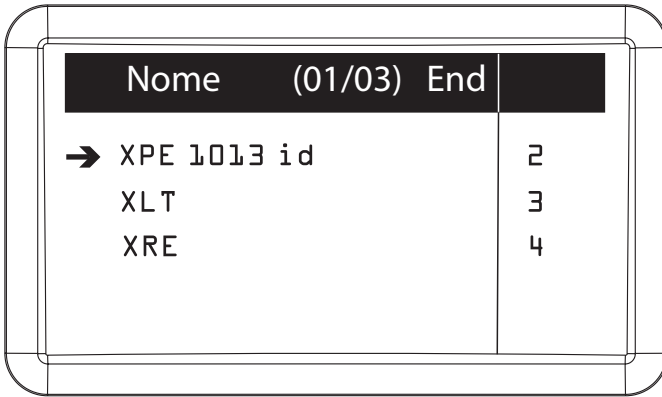 Nome (01/03) End
➔ XPE 1013 id 2
XLT 3
XRE 4